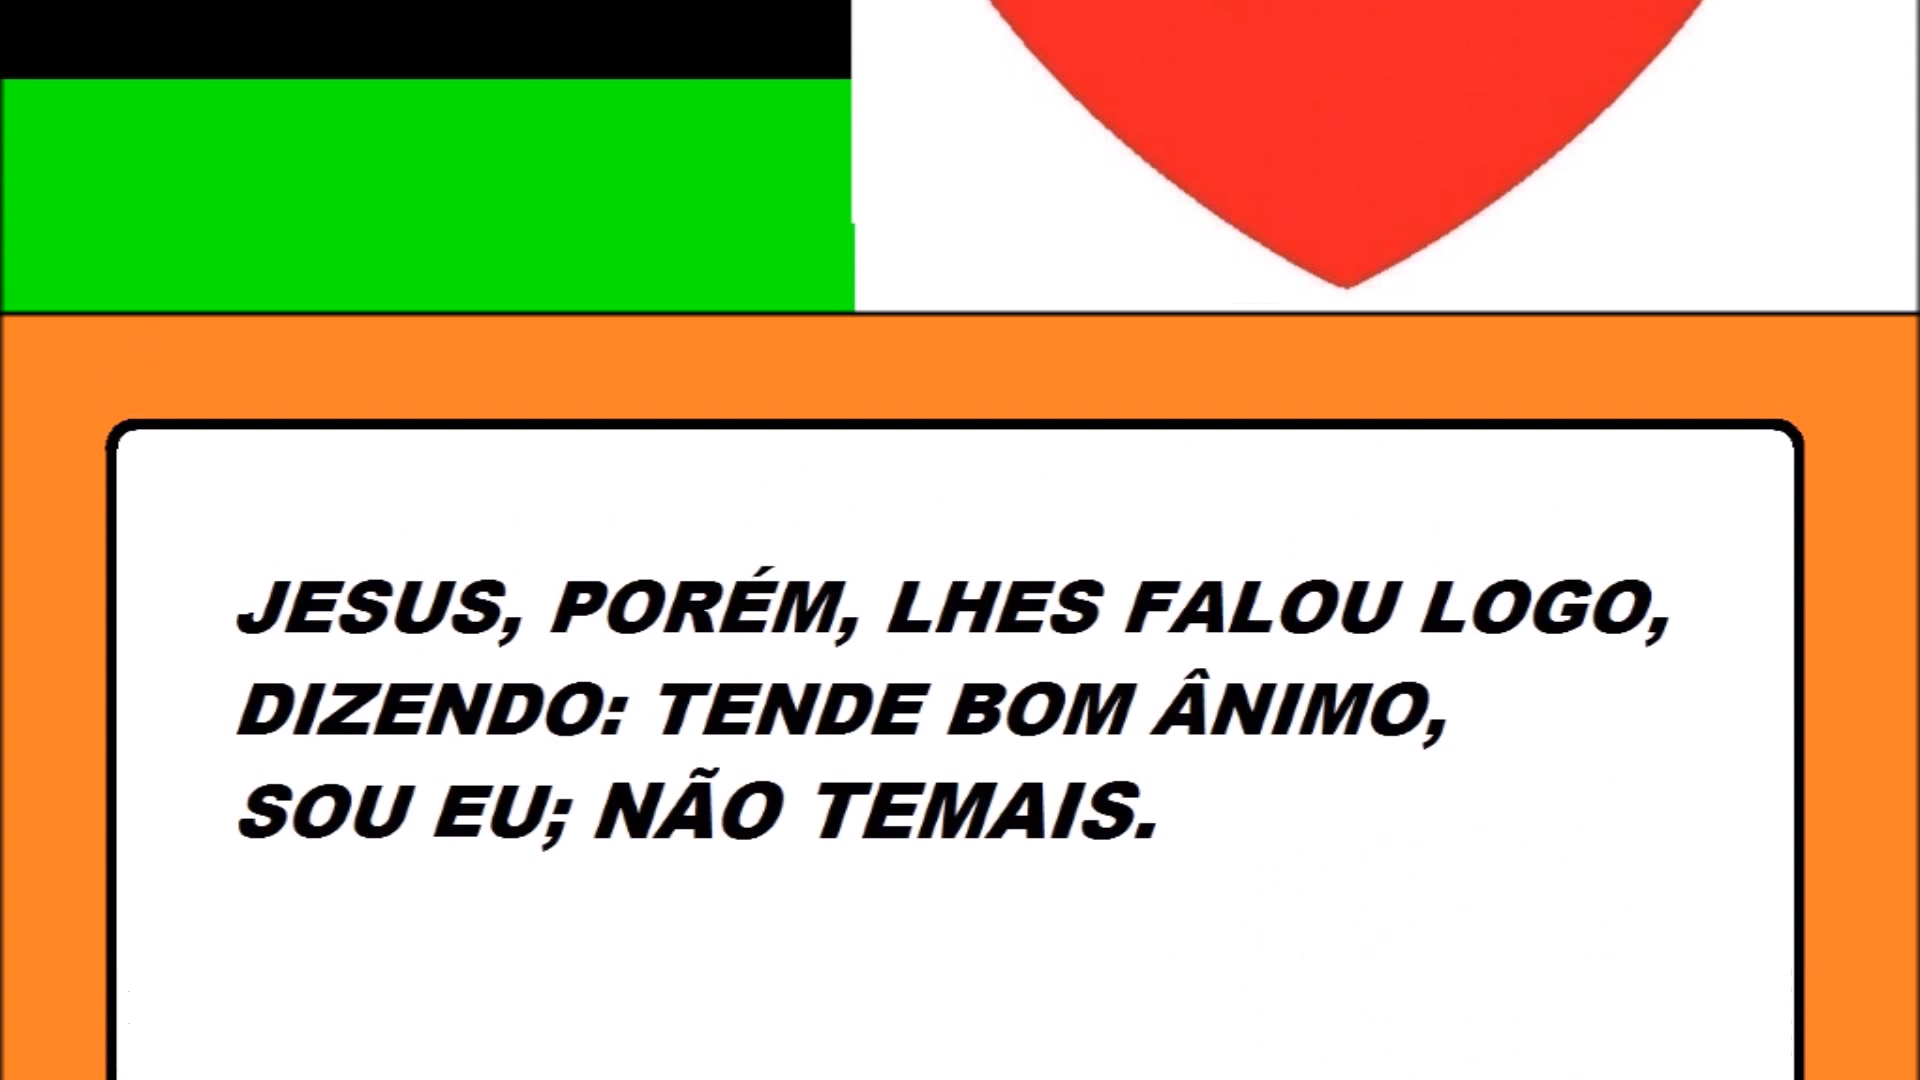 JESUS, PORÉM, LHES FALOU LOGO,
DIZENDO: TENDE BOM ÂNIMO,
SOU EU; NÃO TEMAIS.